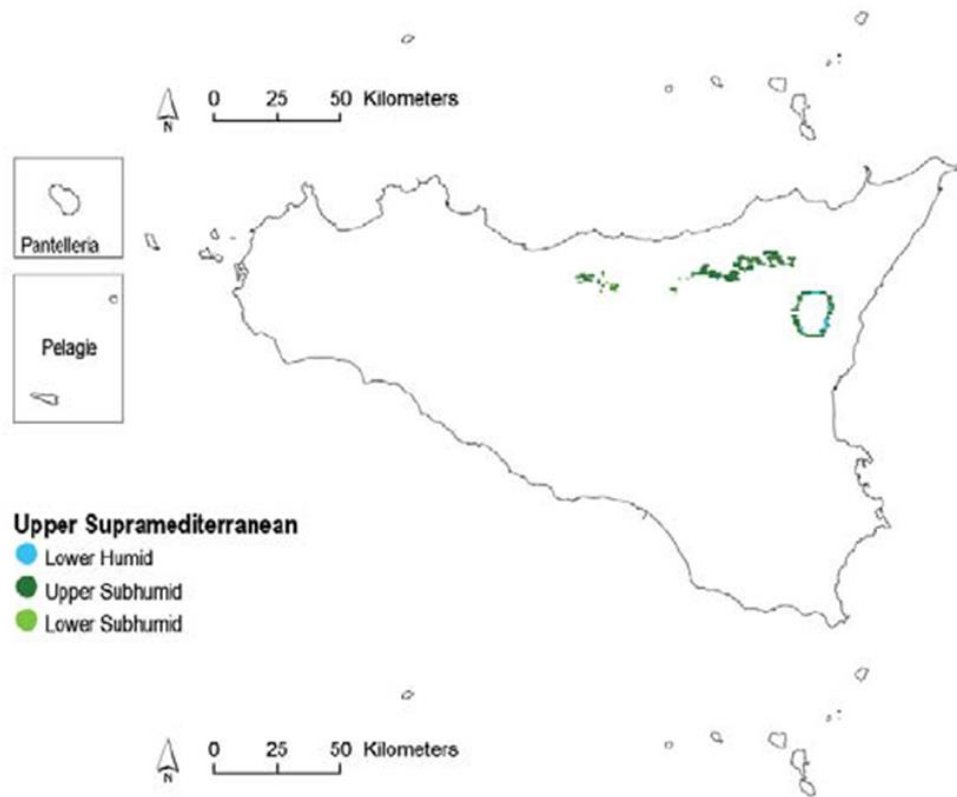 0 25 50 Kilometers
N
Pantelleria
Pelagie
Upper Supramediterranean
Lower Humid
Upper Subhumid
Lower Subhumid
0 25 50 Kilometers
N